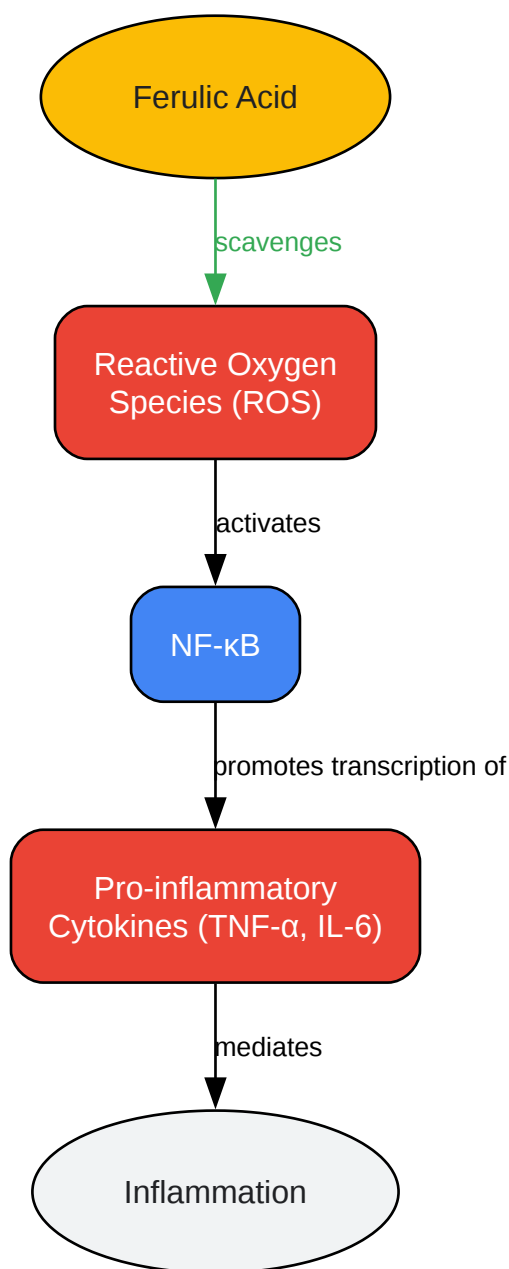 Ferulic Acid
scavenges
Reactive Oxygen
Species (ROS)
activates
NF-κB
promotes transcription of
Pro-inflammatory
Cytokines (TNF-α, IL-6)
mediates
Inflammation